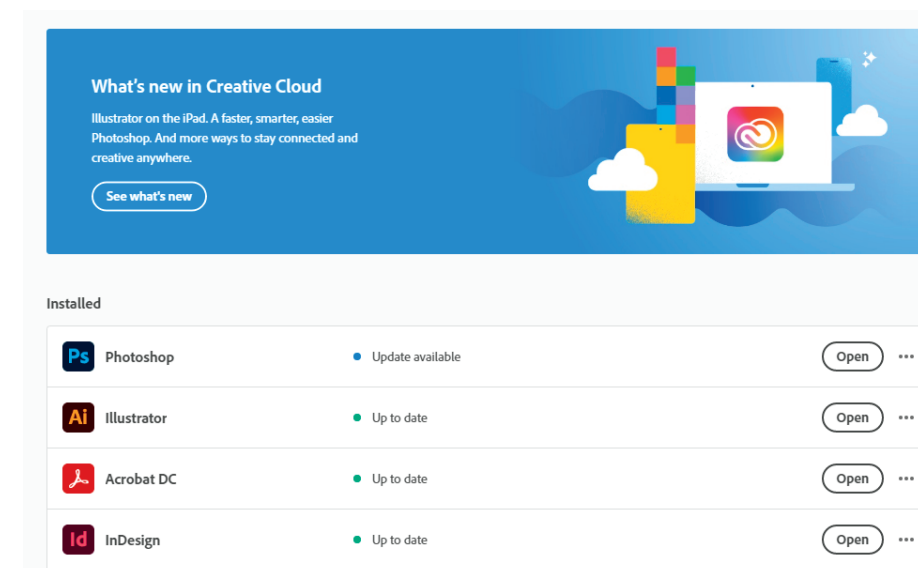 What's new in Creative Cloud
Illustrator on the iPad. A faster, smarter, easier
Photoshop. And more ways to stay connected and
creative anywhere.
See what's new
Installed
Ps Photoshop Update available Open
Ai Illustrator Up to date Open
Acrobat DC Up to date Open
Id InDesign Up to date Open